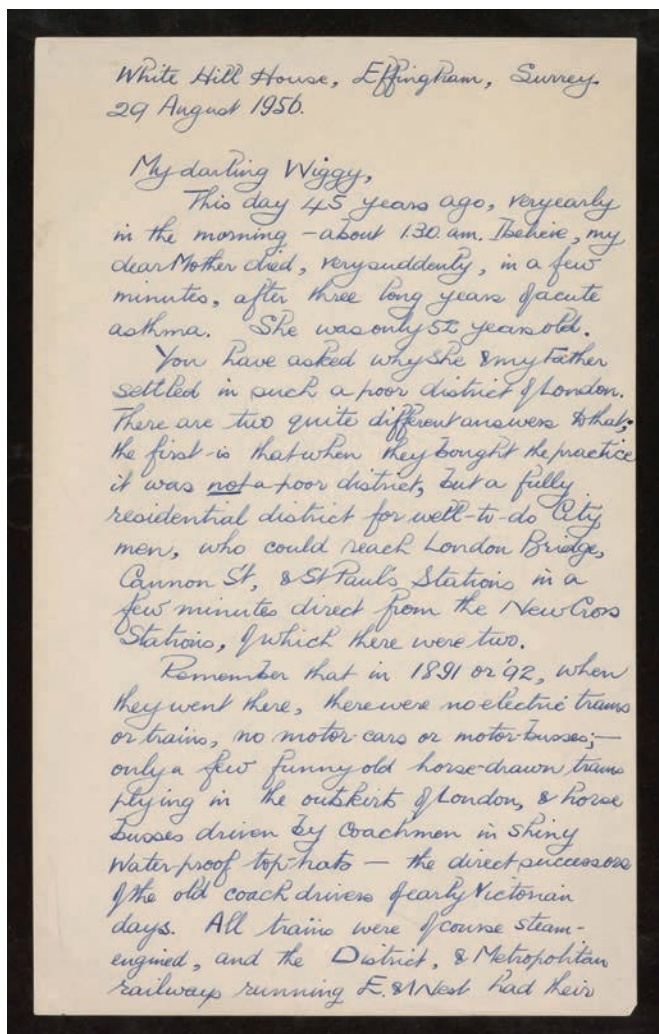 White Hill House, Effingham, Surrey.
29 August 1956.
My darling Wiggy,
This day 45 years ago, very early
in the morning – about 1.30. am. I believe, my
dear Mother died, very suddenly, in a few
minutes, after three long years of acute
asthma. She was only 52 years old.
You have asked why she & my Father
settled in such a poor district of London.
There are two quite different answers to that;
the first is that when they bought the practice
it was not a poor district, but a fully
residential district for well-to-do City
men, who could reach London Bridge,
Cannon St, & St Paul's Stations in a
few minutes direct from the New Cross
Stations, of which there were two.
Remember that in 1891 or '92, when
they went there, there were no electric trams
or trains, no motor-cars or motor-busses; –
only a few funny old horse-drawn trams
plying in the outskirts of London, & horse
busses driven by Coachmen in shiny
Water-proof top-hats – the direct successors
of the old coach drivers of early Victorian
days. All trains were of course steam-
engined, and the District, & Metropolitan
railways running E. & West had their